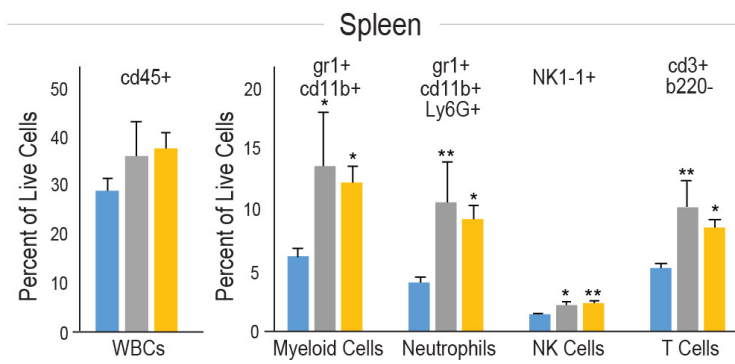 Spleen
Percent of Live Cells
50
40
30
20
10
0
cd45+
WBCs
Percent of Live Cells
20
15
10
5
0
gr1+
cd11b+
*
*
Myeloid Cells
gr1+
cd11b+
Ly6G+
**
*
Neutrophils
NK1-1+
*
**
NK Cells
cd3+
b220-
**
*
T Cells